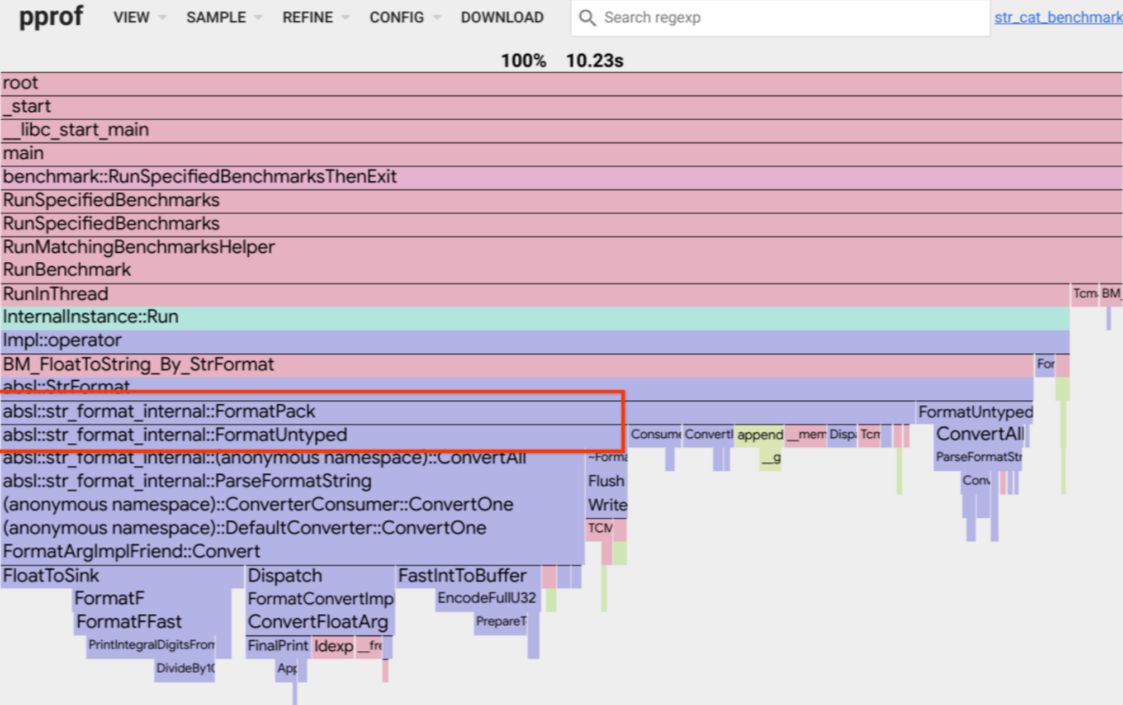 pprof VIEW SAMPLE REFINE CONFIG DOWNLOAD Search regexp str_cat_benchmark
100% 10.23s
root
_start
__libc_start_main
main
benchmark::RunSpecifiedBenchmarksThenExit
RunSpecifiedBenchmarks
RunSpecifiedBenchmarks
RunMatchingBenchmarksHelper
RunBenchmark
RunInThread Tcm BM_
InternalInstance::Run
Impl::operator
BM_FloatToString_By_StrFormat For
absl::StrFormat
absl::str_format_internal::FormatPack FormatUntyped
absl::str_format_internal::FormatUntyped Consume Convertl append __mem Disp Tcm ConvertAll
absl::str_format_internal::(anonymous namespace)::ConvertAll ~Forma __g ParseFormatStr
absl::str_format_internal::ParseFormatString Flush Conv
(anonymous namespace)::ConverterConsumer::ConvertOne Write
(anonymous namespace)::DefaultConverter::ConvertOne TCM
FormatArgImplFriend::Convert
FloatToSink Dispatch FastIntToBuffer
FormatF FormatConvertImp EncodeFullU32
FormatFFast ConvertFloatArg PrepareT
PrintIntegralDigitsFrom FinalPrint ldexp __fre
DivideBy10 App